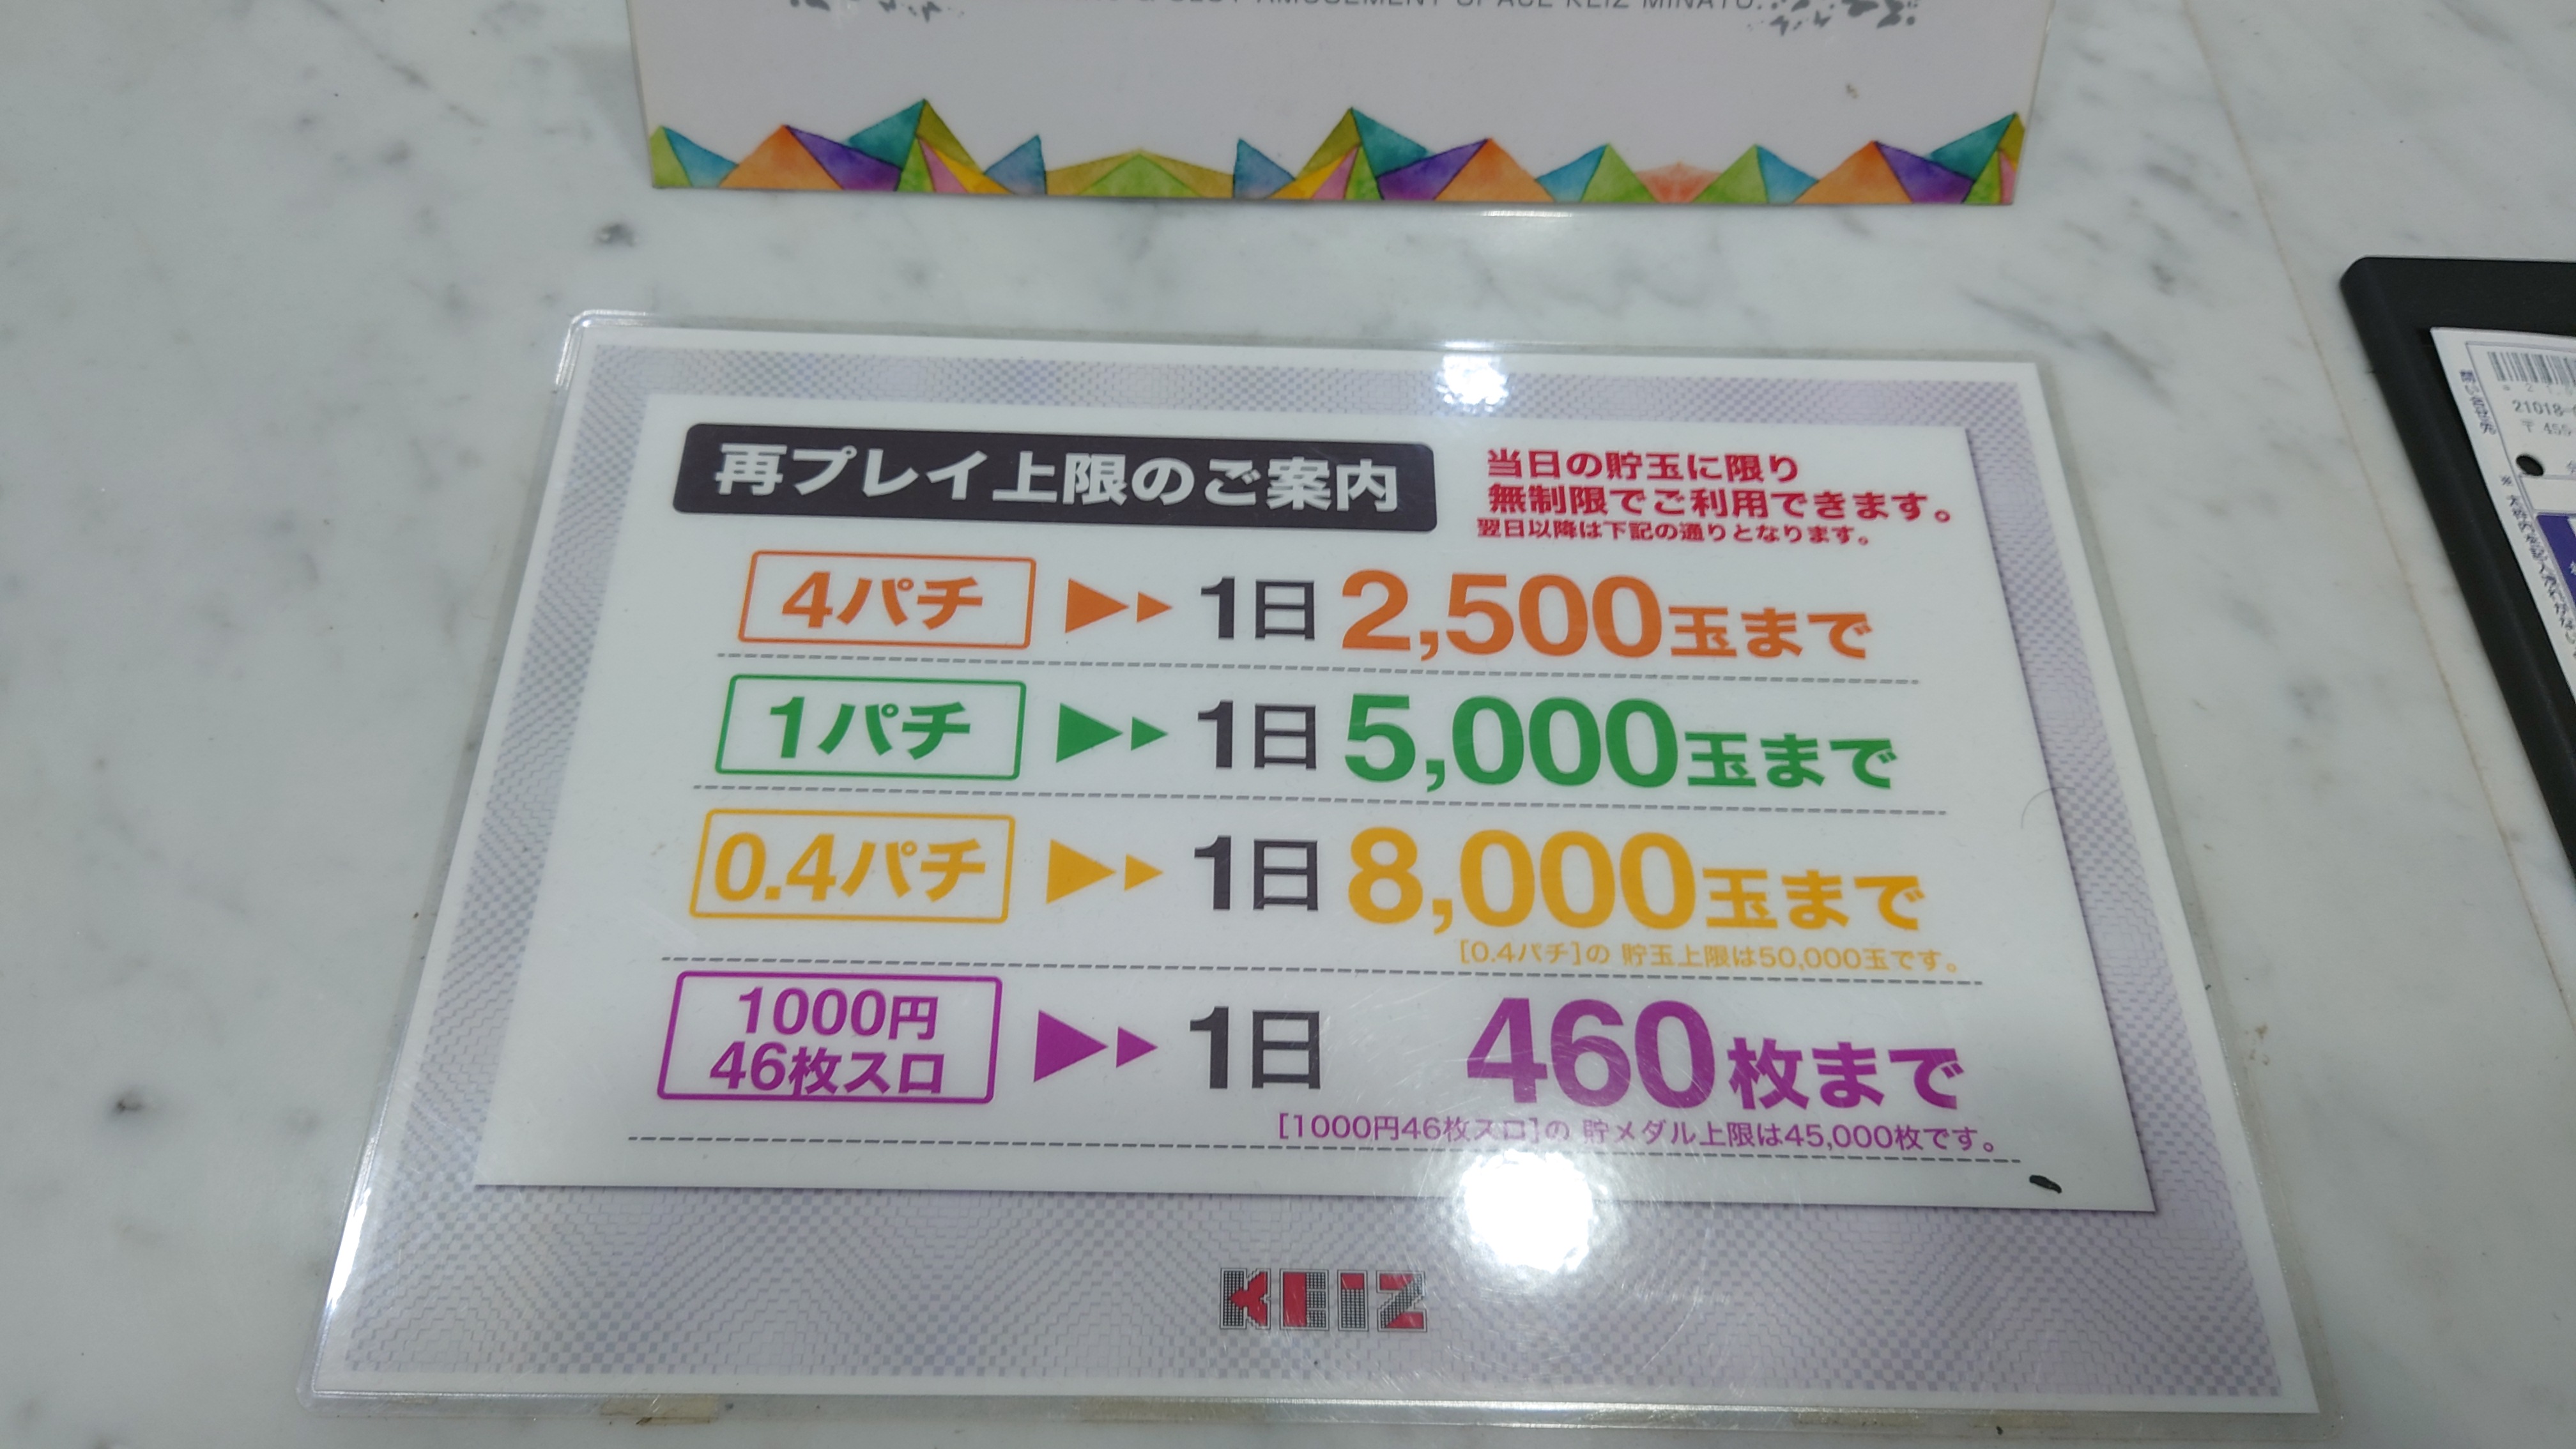 AMUSEMENT SPACE KEIZ MINATO.
再プレイ上限のご案内
当日の貯玉に限り
無制限でご利用できます。
翌日以降は下記の通りとなります。
4パチ 1日 2,500玉まで
1パチ 1日 5,000玉まで
0.4パチ 1日 8,000玉まで
[0.4パチ]の 貯玉上限は50,000玉です。
1000円
46枚スロ 1日 460枚まで
[1000円46枚スロ]の 貯メダル上限は45,000枚です。
KEIZ
21018-
〒 455